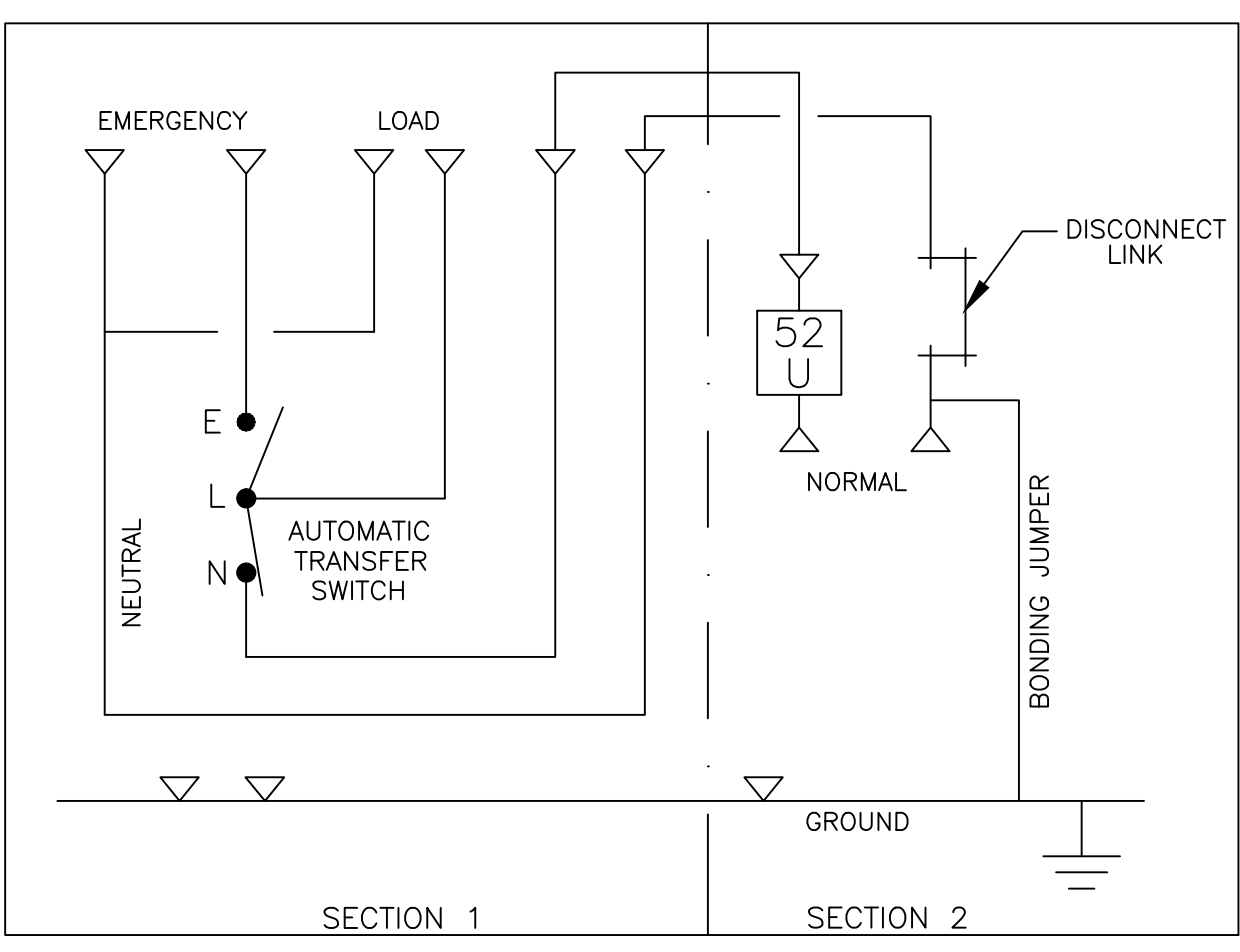 EMERGENCY
LOAD
DISCONNECT
LINK
52
U
E
NORMAL
L
AUTOMATIC
TRANSFER
SWITCH
N
NEUTRAL
BONDING JUMPER
GROUND
SECTION 1
SECTION 2